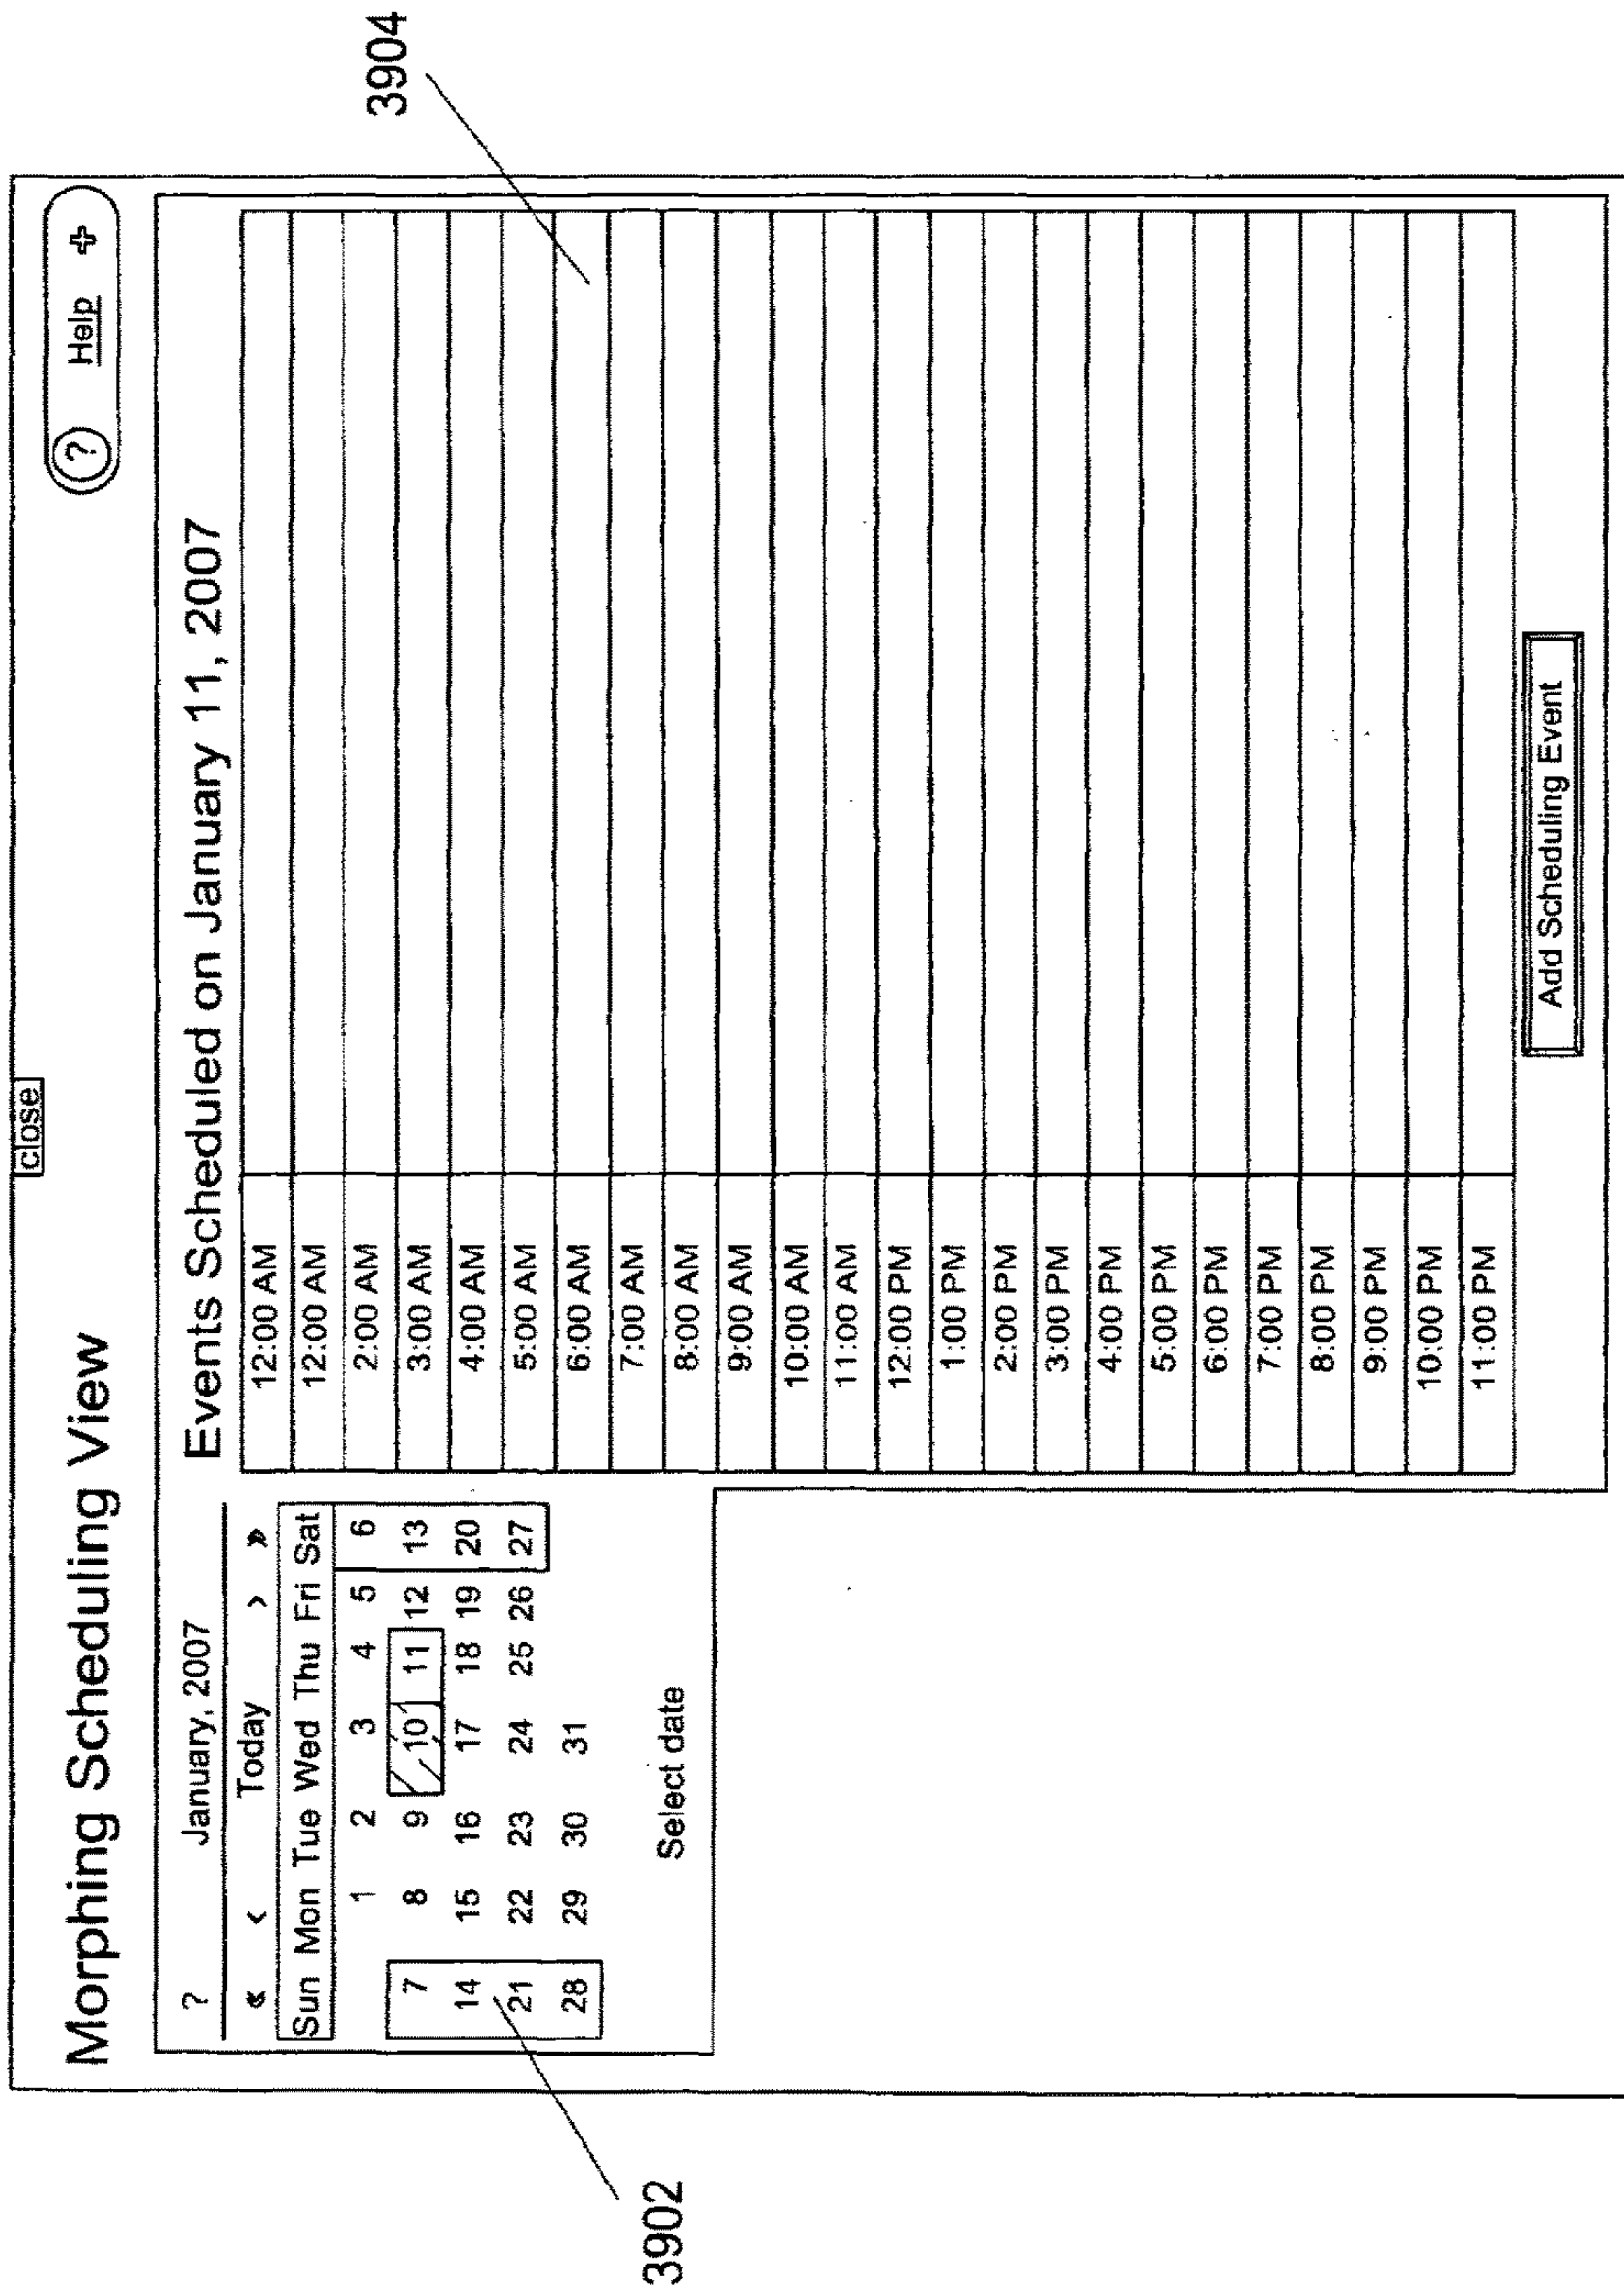 close
Morphing Scheduling View
? Help
? January, 2007
« < Today > »
Sun Mon Tue Wed Thu Fri Sat
1 2 3 4 5 6
7 8 9 10 11 12 13
14 15 16 17 18 19 20
21 22 23 24 25 26 27
28 29 30 31
Select date
3902
Events Scheduled on January 11, 2007
12:00 AM
12:00 AM
2:00 AM
3:00 AM
4:00 AM
5:00 AM
6:00 AM
7:00 AM
8:00 AM
9:00 AM
10:00 AM
11:00 AM
12:00 PM
1:00 PM
2:00 PM
3:00 PM
4:00 PM
5:00 PM
6:00 PM
7:00 PM
8:00 PM
9:00 PM
10:00 PM
11:00 PM
3904
Add Scheduling Event